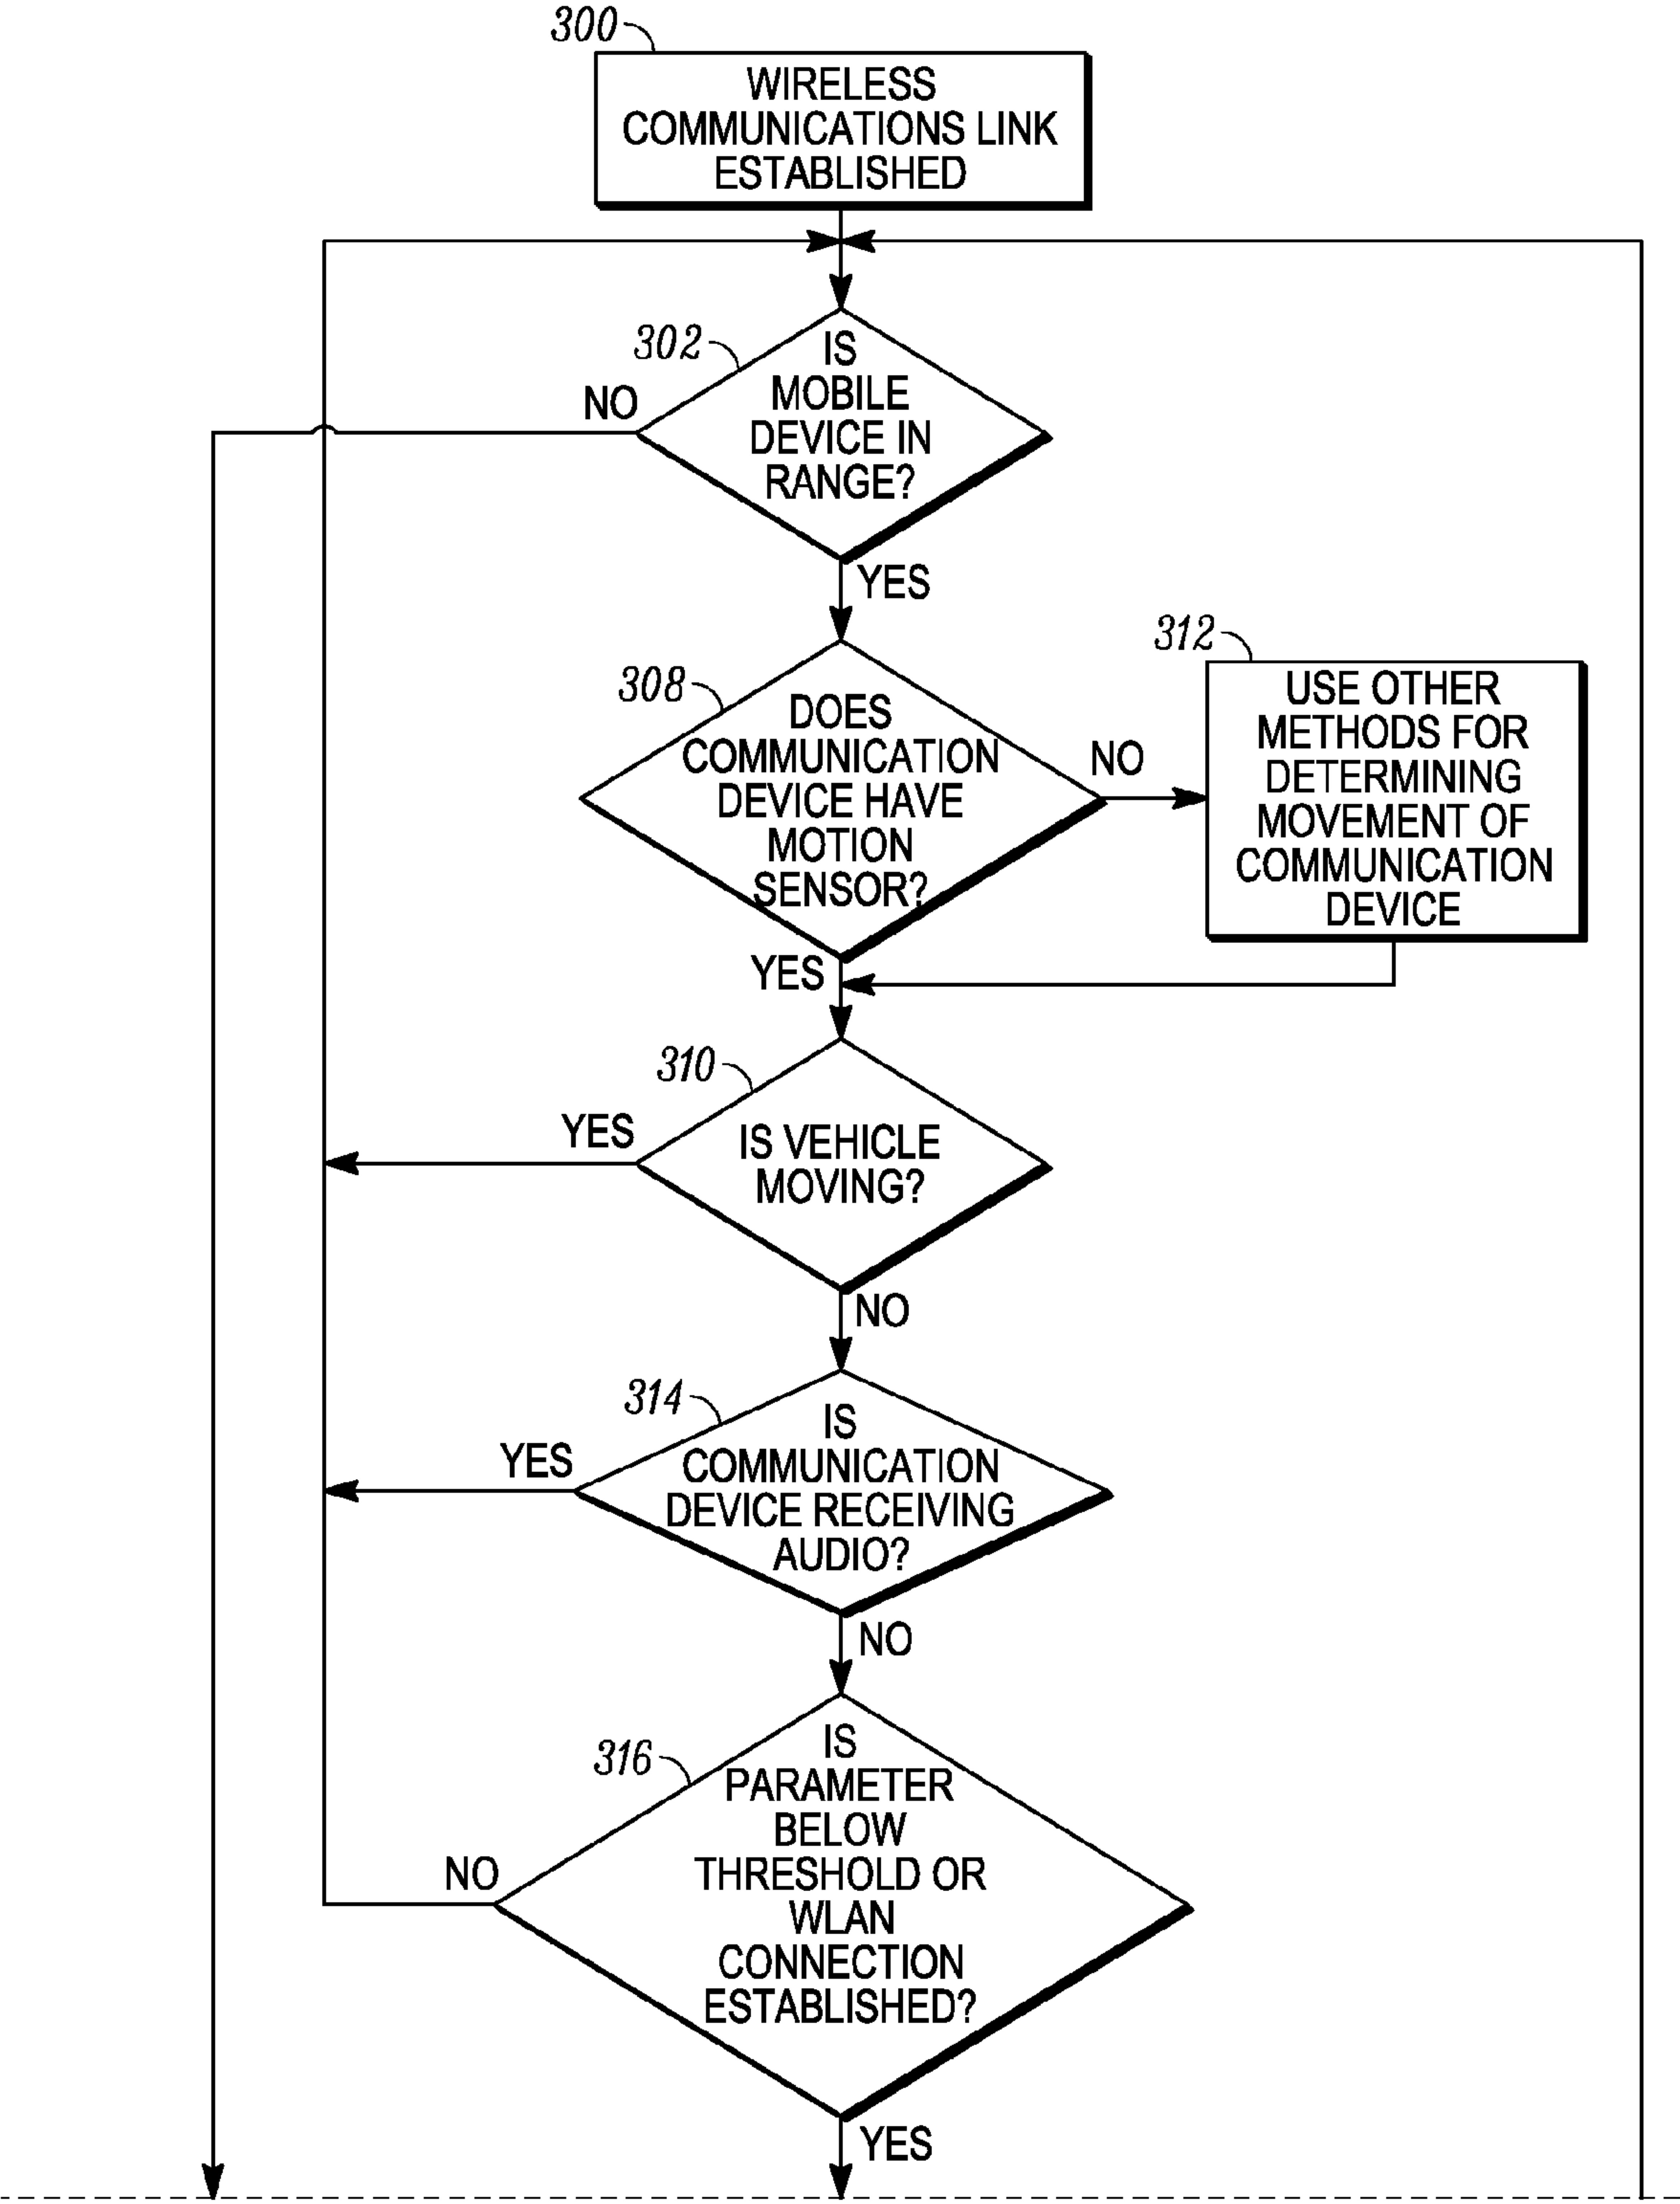 300
WIRELESS
COMMUNICATIONS LINK
ESTABLISHED
302
IS
MOBILE
DEVICE IN
RANGE?
NO
YES
308
DOES
COMMUNICATION
DEVICE HAVE
MOTION
SENSOR?
NO
312
USE OTHER
METHODS FOR
DETERMINING
MOVEMENT OF
COMMUNICATION
DEVICE
YES
310
IS VEHICLE
MOVING?
YES
NO
314
IS
COMMUNICATION
DEVICE RECEIVING
AUDIO?
YES
NO
316
IS
PARAMETER
BELOW
THRESHOLD OR
WLAN
CONNECTION
ESTABLISHED?
NO
YES